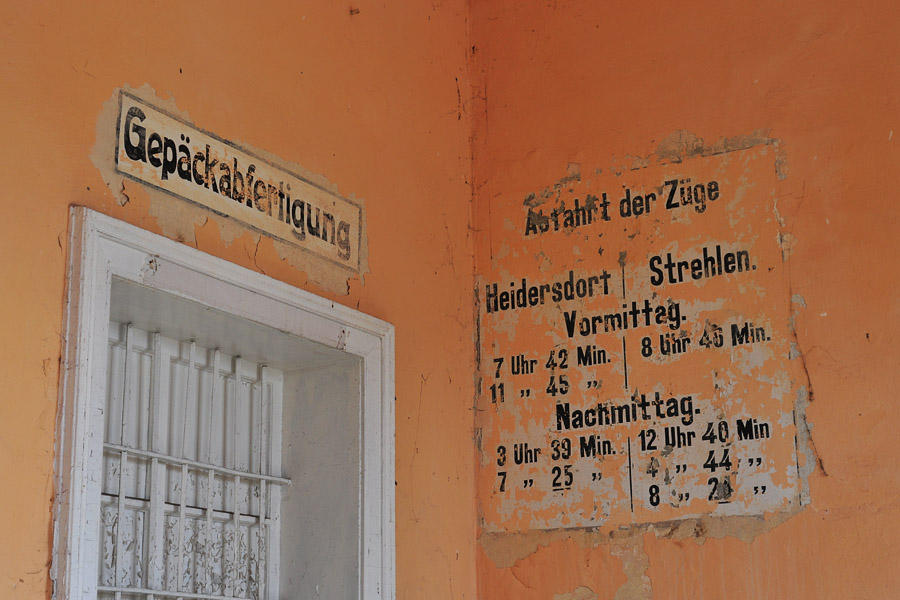 Gepäckabfertigung
Abfahrt der Züge
Heidersdorf Strehlen.
Vormittag.
7 Uhr 42 Min. 8 Uhr 46 Min.
11 „ 45 „
Nachmittag.
3 Uhr 39 Min. 12 Uhr 40 Min
7 „ 25 „ 4 „ 44 „
8 „ „